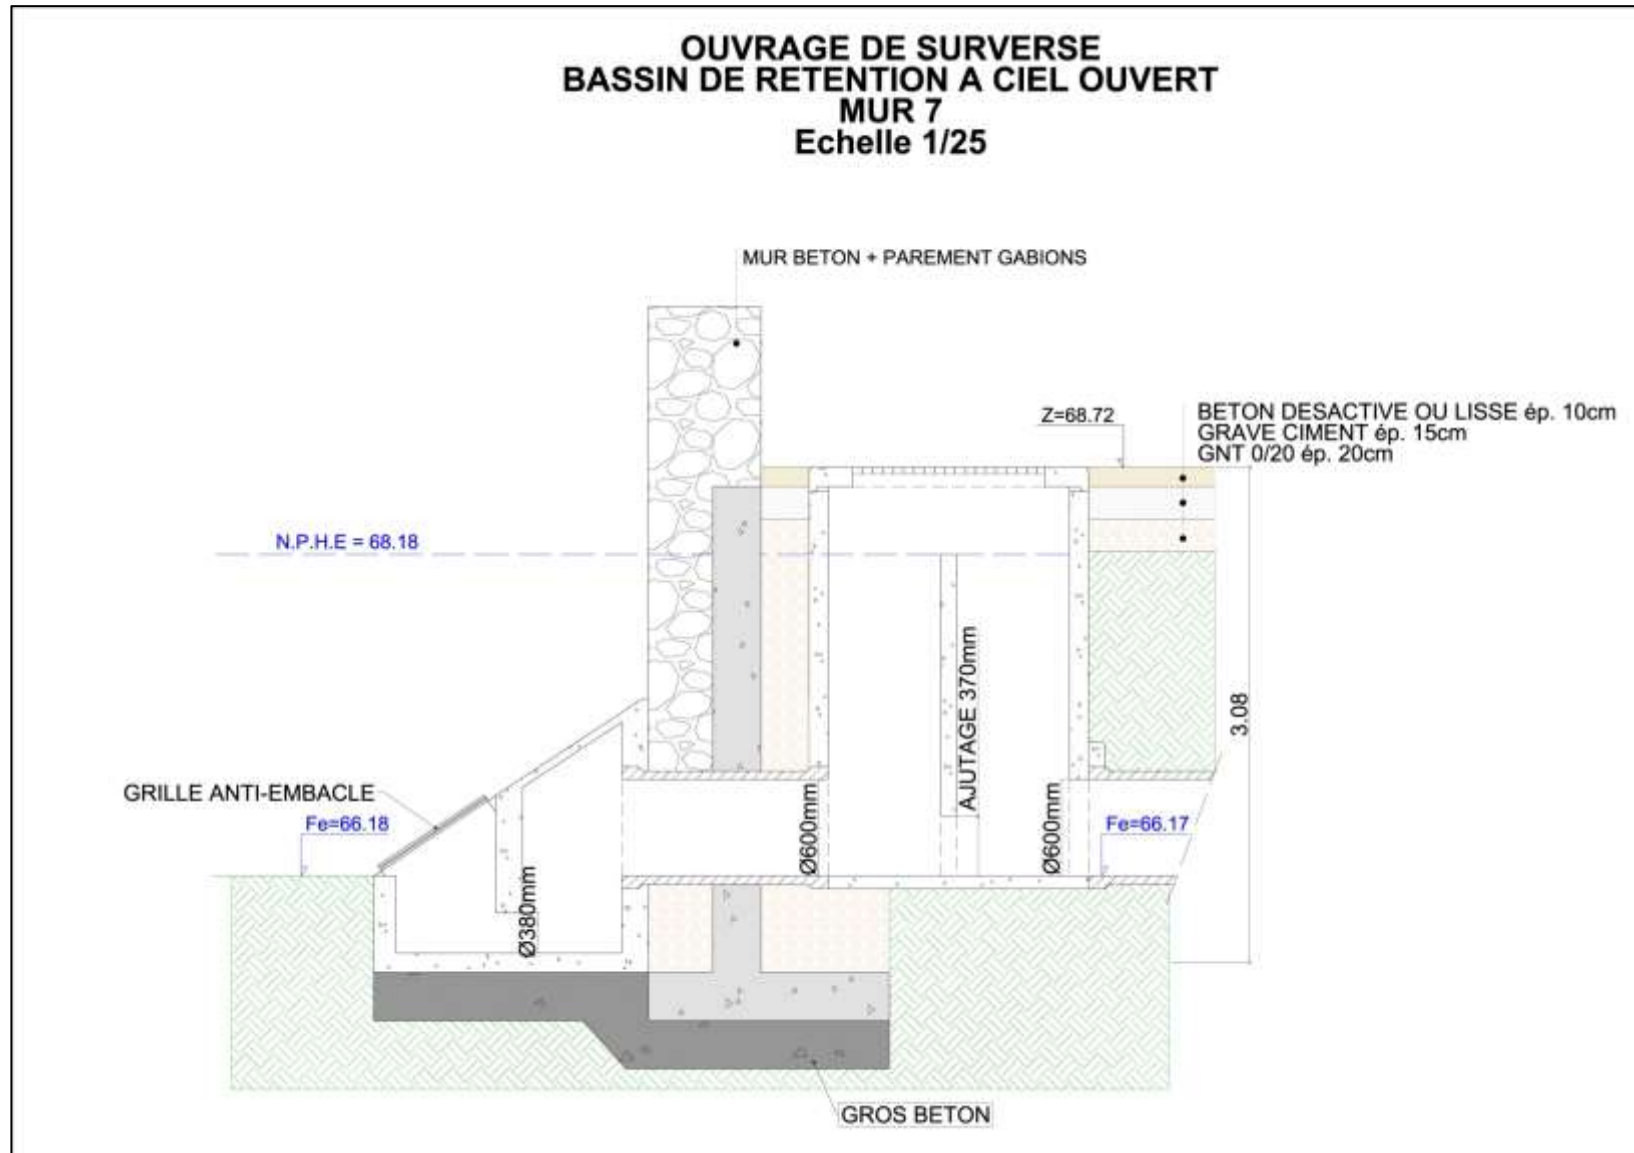 OUVRAGE DE SURVERSE
BASSIN DE RETENTION A CIEL OUVERT
MUR 7
Echelle 1/25
MUR BETON + PAREMENT GABIONS
Z=68.72
BETON DESACTIVE OU LISSE ép. 10cm
GRAVE CIMENT ép. 15cm
GNT 0/20 ép. 20cm
N.P.H.E = 68.18
AJUTAGE 370mm
3.08
GRILLE ANTI-EMBACLE
Fe=66.18
Ø600mm
Ø600mm
Fe=66.17
Ø380mm
GROS BETON